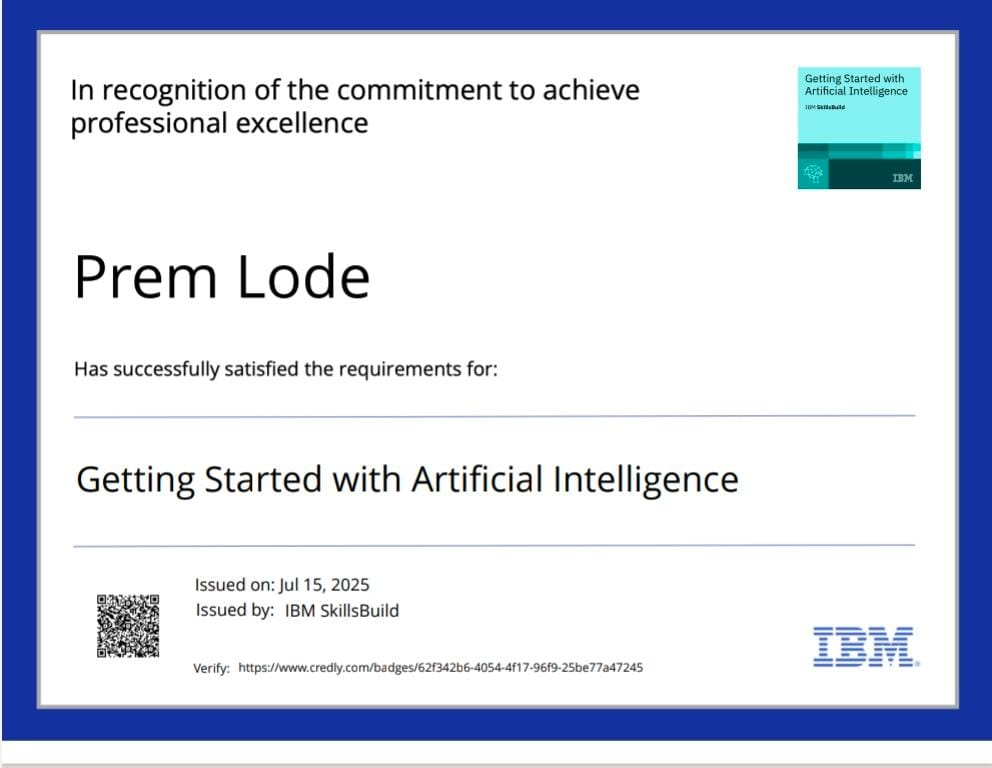 In recognition of the commitment to achieve
professional excellence
Getting Started with
Artificial Intelligence
IBM SkillsBuild
IBM
Prem Lode
Has successfully satisfied the requirements for:
Getting Started with Artificial Intelligence
Issued on: Jul 15, 2025
Issued by: IBM SkillsBuild
Verify: https://www.credly.com/badges/62f342b6-4054-4f17-96f9-25be77a47245
IBM®